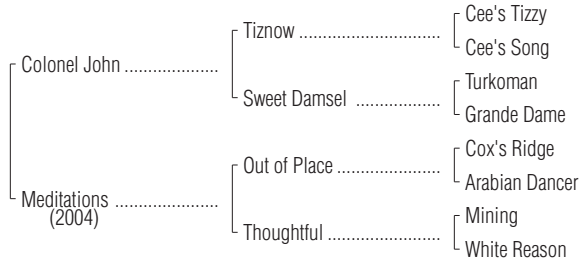 Cee's Tizzy
Tiznow ........................................
Cee's Song
Colonel John .....................
Turkoman
Sweet Damsel ........................
Grande Dame
Cox's Ridge
Out of Place .............................
Arabian Dancer
Meditations .......................
(2004)
Mining
Thoughtful .................................
White Reason